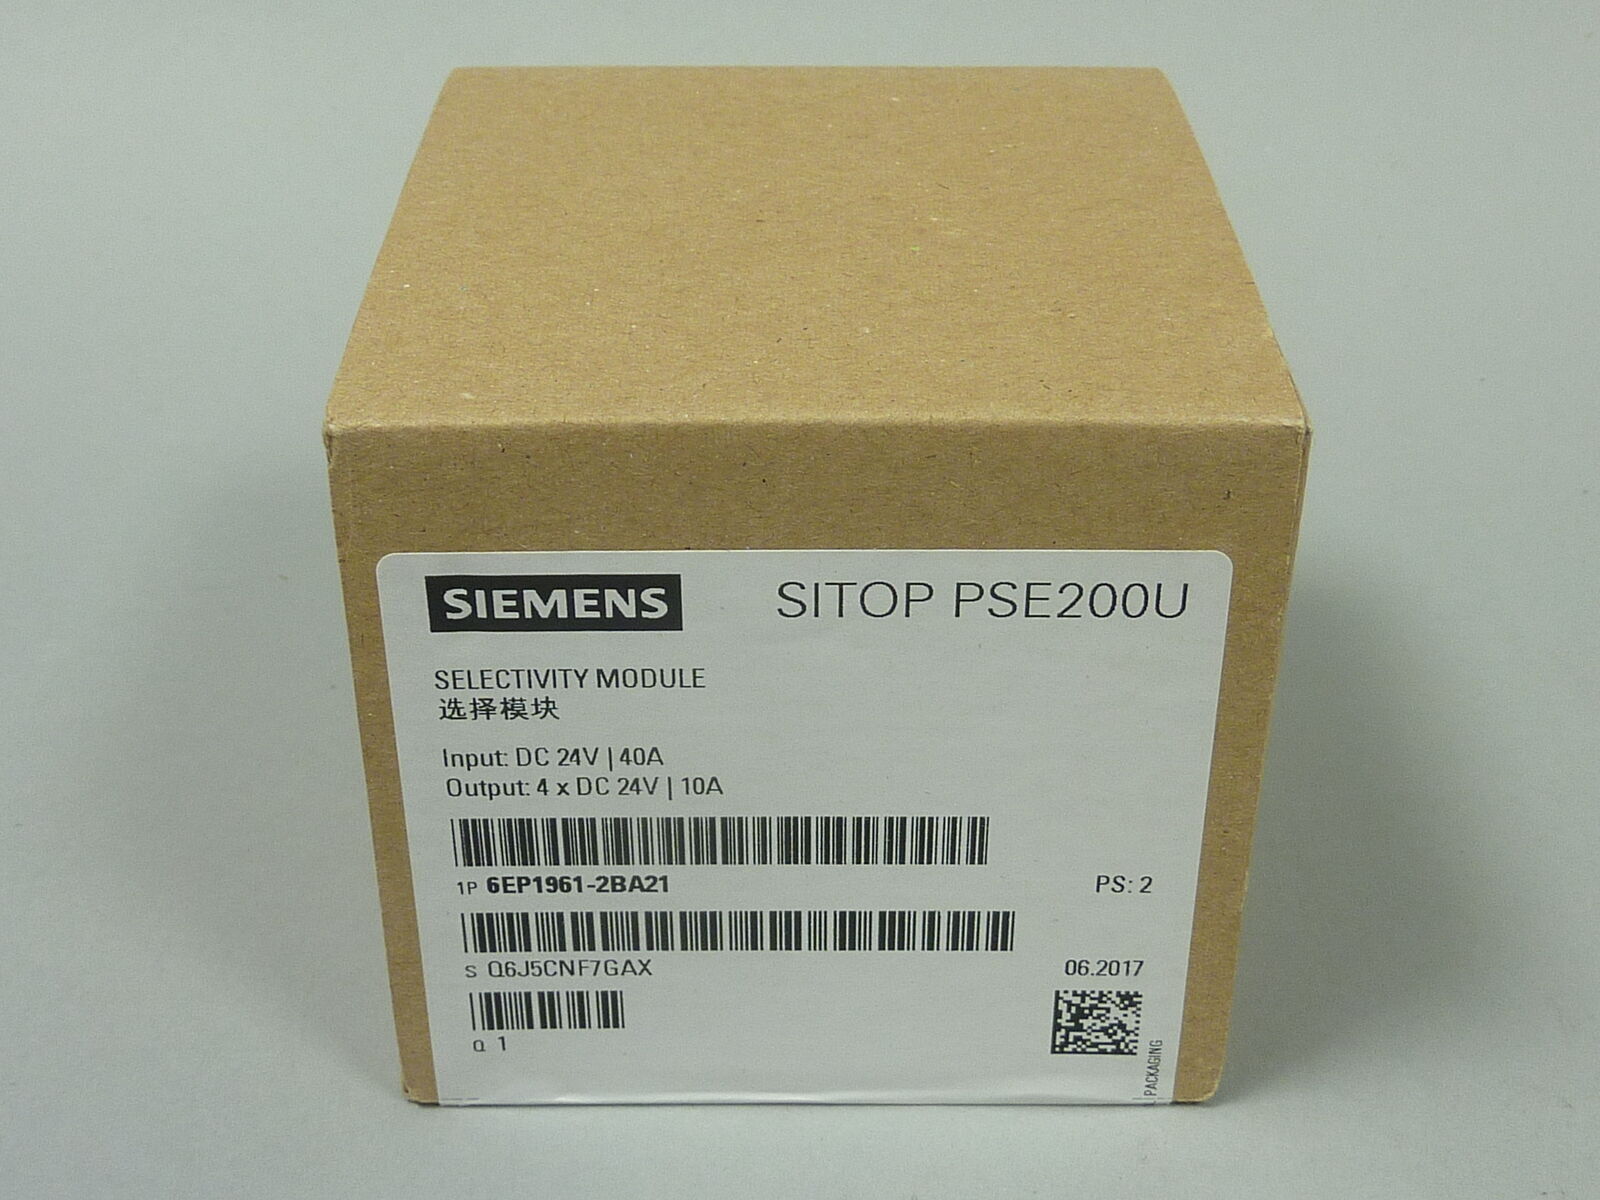 SIEMENS SITOP PSE200U
SELECTIVITY MODULE
选择模块
Input: DC 24V | 40A
Output: 4 x DC 24V | 10A
1P 6EP1961-2BA21 PS: 2
S Q6J5CNF7GAX 06.2017
Q 1
PACKAGING